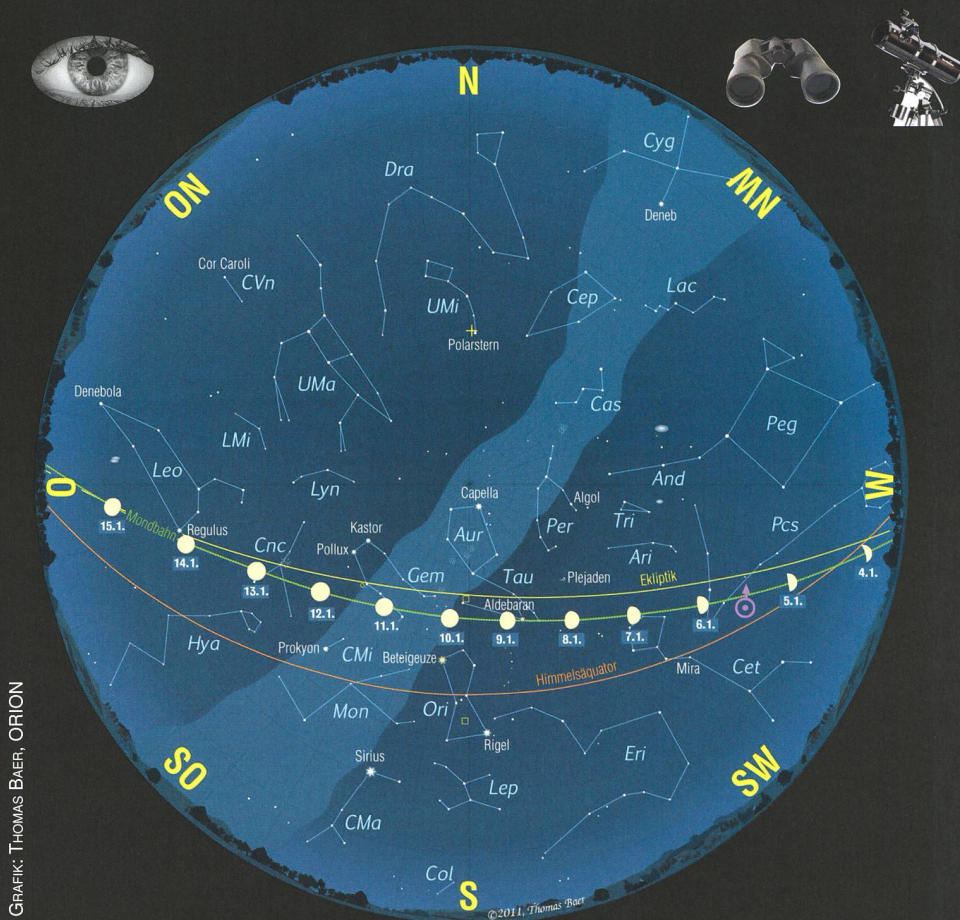 N
NO
NW
Cyg
Dra
Deneb
Cor Caroli
CVn
UMi
Cep
Lac
Polarstern
UMa
Denebola
Cas
LMi
Peg
Leo
And
Lyn
Capella
Algol
O
W
Mondbahn
Regulus
Kastor
Aur
Per
Tri
Pcs
15.1.
14.1.
Cnc
Pollux
Ari
Gem
Tau
Plejaden
Ekliptik
4.1.
13.1.
12.1.
11.1.
Aldebaran
10.1.
9.1.
8.1.
7.1.
6.1.
5.1.
Hya
Prokyon
CMi
Beteigeuze
Himmelsäquator
Mira
Cet
Mon
Ori
Rigel
Eri
SO
SW
Sirius
Lep
CMa
Col
S
©2011, Thomas Baer
GRAFIK: THOMAS BAER, ORION